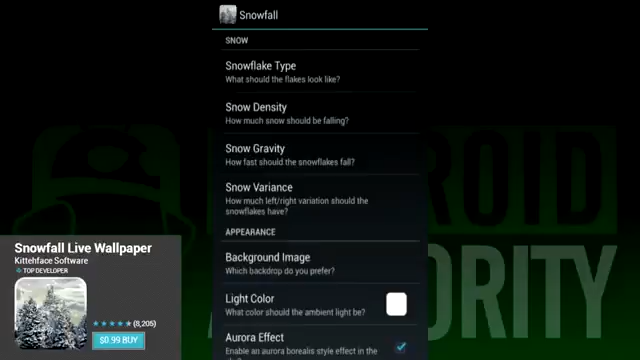 Snowfall
SNOW
Snowflake Type
What should the flakes look like?
Snow Density
How much snow should be falling?
Snow Gravity
How fast should the snowflakes fall?
Snow Variance
How much left/right variation should the
snowflakes have?
APPEARANCE
Background Image
Which backdrop do you prefer?
Light Color
What color should the ambient light be?
Aurora Effect
Enable an aurora borealis style effect in the
Snowfall Live Wallpaper
Kittehface Software
TOP DEVELOPER
(8,205)
$0.99 BUY
ROID
ORITY